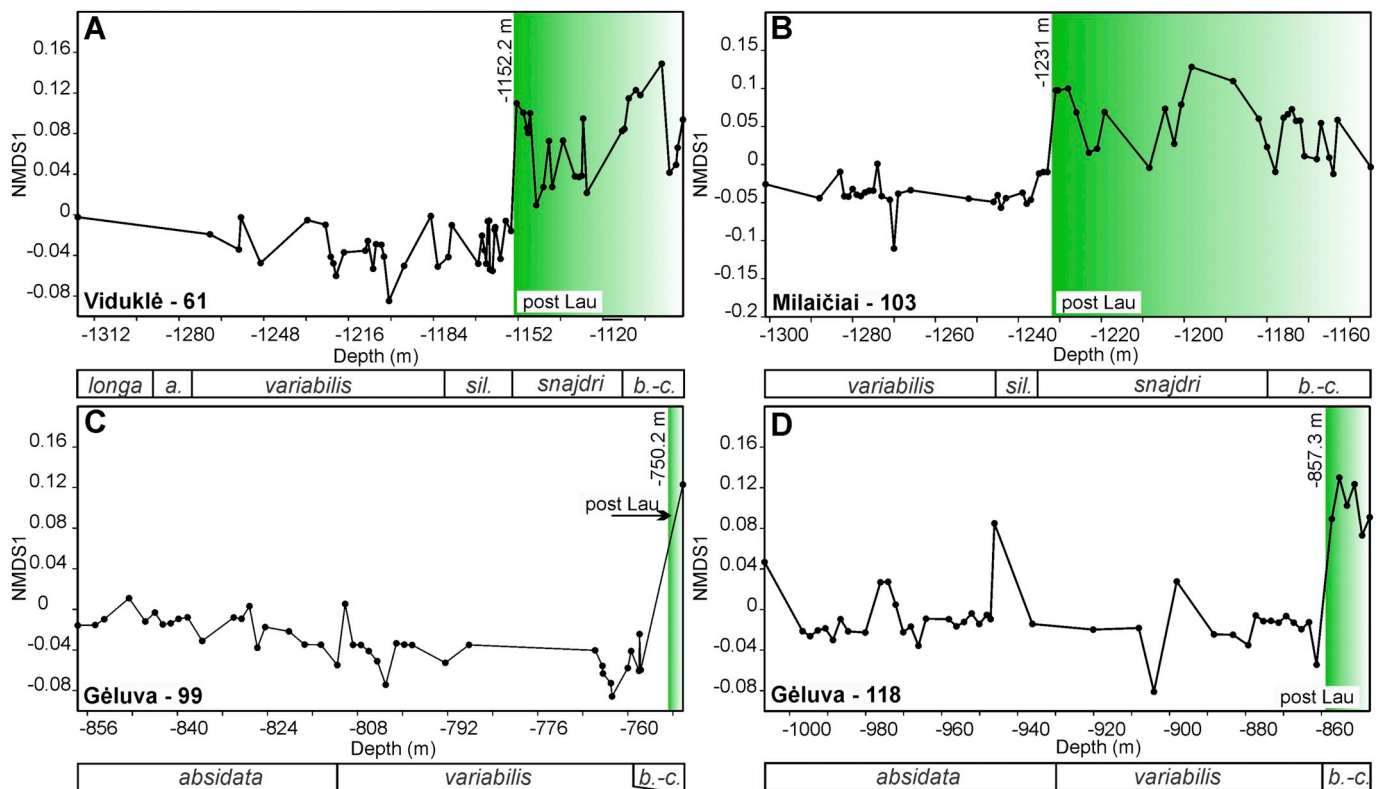 A
0.16
0.12
0.08
0.04
0
-0.04
-0.08
NMDS1
-1152.2 m
Viduklė - 61
post Lau
-1312 -1280 -1248 -1216 -1184 -1152 -1120
Depth (m)
longa a. variabilis sil. snajdri b.-c.
B
0.15
0.10
0.05
0
-0.05
-0.1
-0.15
-0.2
NMDS1
-1231 m
Milaičiai - 103
post Lau
-1300 -1280 -1260 -1240 -1220 -1200 -1180 -1160
Depth (m)
variabilis sil. snajdri b.-c.
C
0.16
0.12
0.08
0.04
0
-0.04
-0.08
NMDS1
-750.2 m
post Lau
Gėluva - 99
-856 -840 -824 -808 -792 -776 -760
Depth (m)
absidata variabilis b.-c.
D
0.16
0.12
0.08
0.04
0
-0.04
-0.08
NMDS1
-857.3 m
Gėluva - 118
post Lau
-1000 -980 -960 -940 -920 -900 -880 -860
Depth (m)
absidata variabilis b.-c.